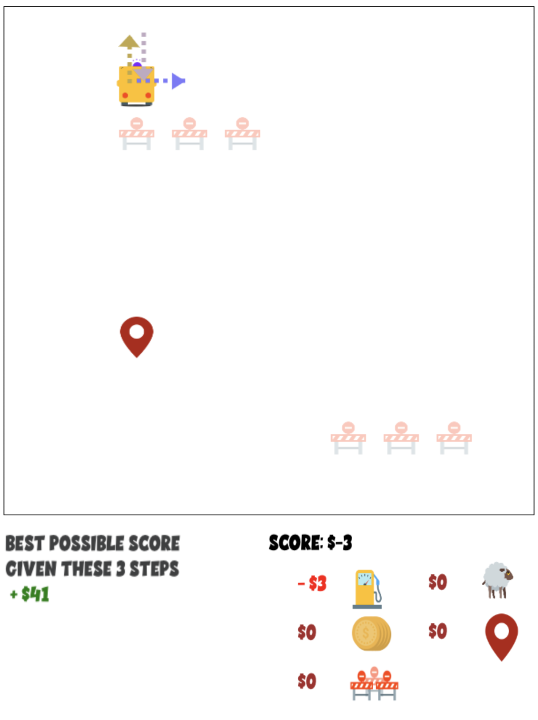 BEST POSSIBLE SCORE
GIVEN THESE 3 STEPS
+ $41
SCORE: $-3
- $3
$0
$0
$0
$0